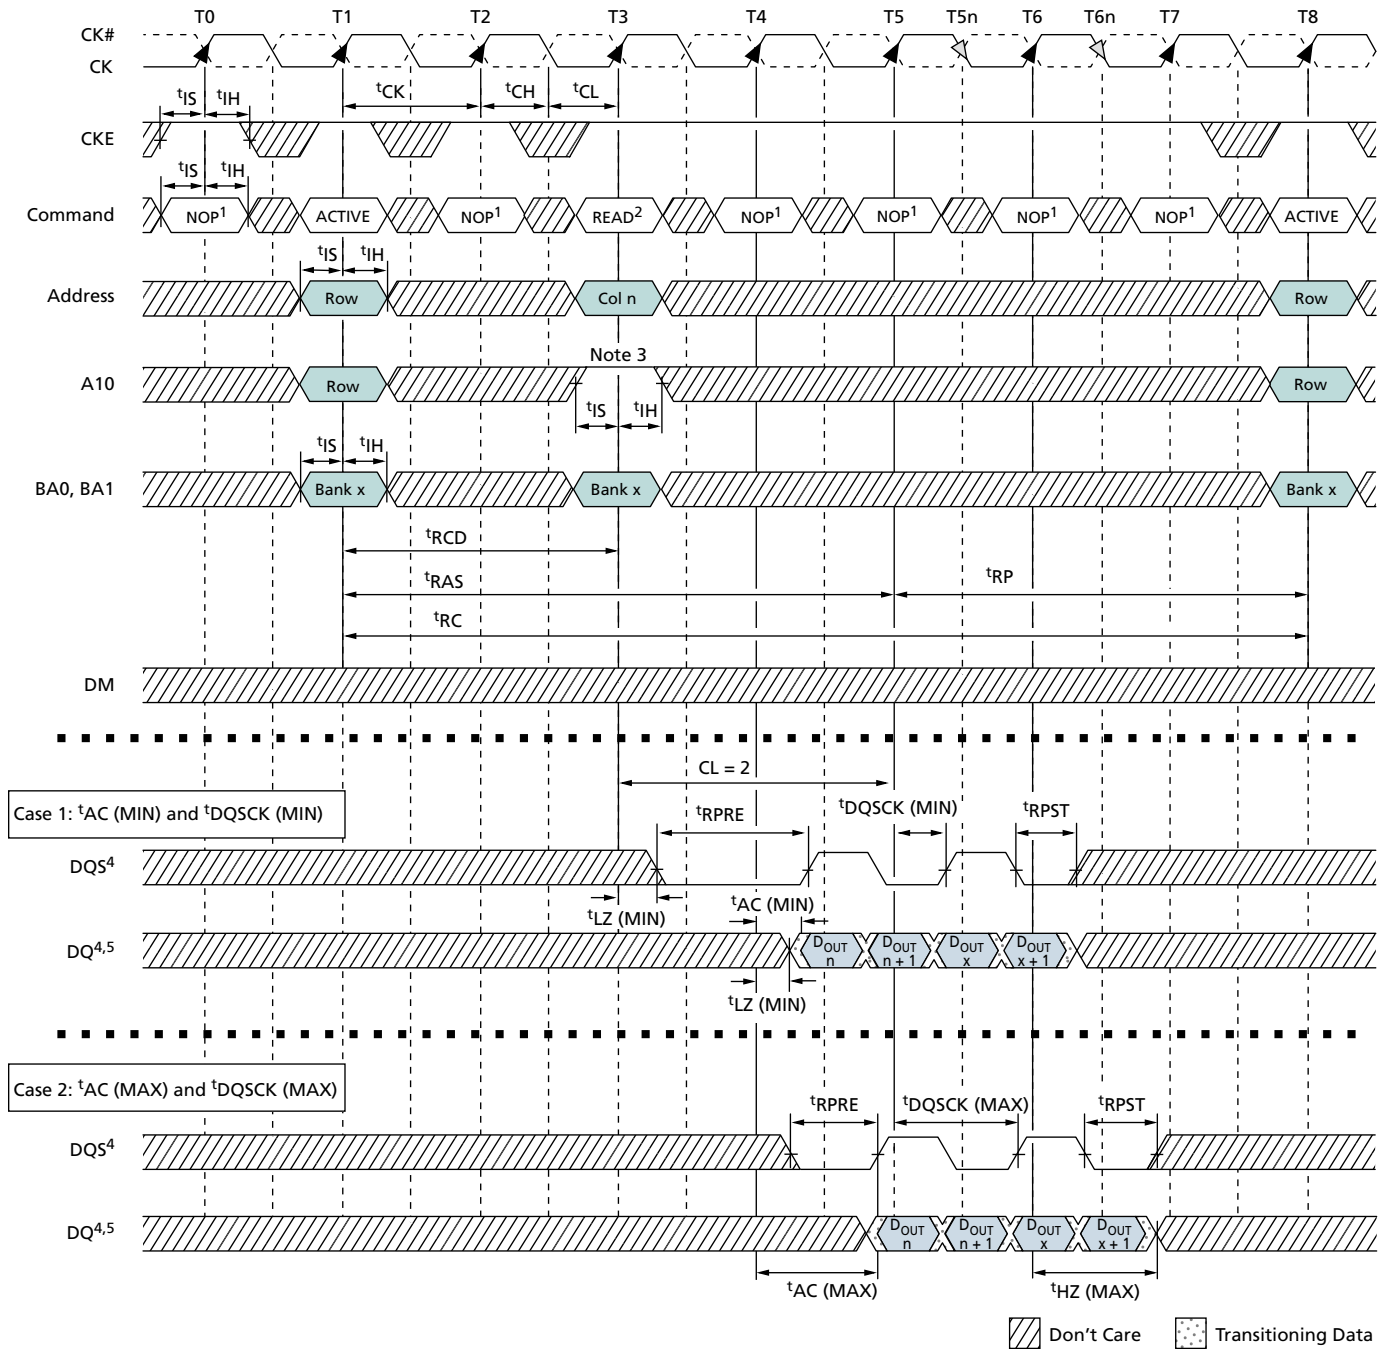 T0 T1 T2 T3 T4 T5 T5n T6 T6n T7 T8
CK#
CK
tIS tIH tCK tCH tCL
CKE
tIS tIH
Command NOP1 ACTIVE NOP1 READ2 NOP1 NOP1 NOP1 NOP1 ACTIVE
tIS tIH
Address Row Col n Row
Note 3
A10 Row Row
tIS tIH
tIS tIH
BA0, BA1 Bank x Bank x Bank x
tRCD
tRAS tRP
tRC
DM
CL = 2
Case 1: tAC (MIN) and tDQSCK (MIN)
tRPRE tDQSCK (MIN) tRPST
DQS4
tLZ (MIN) tAC (MIN)
DQ4,5 DOUT n DOUT n + 1 DOUT x DOUT x + 1
tLZ (MIN)
Case 2: tAC (MAX) and tDQSCK (MAX)
tRPRE tDQSCK (MAX) tRPST
DQS4
DQ4,5 DOUT n DOUT n + 1 DOUT x DOUT x + 1
tAC (MAX) tHZ (MAX)
Don't Care Transitioning Data